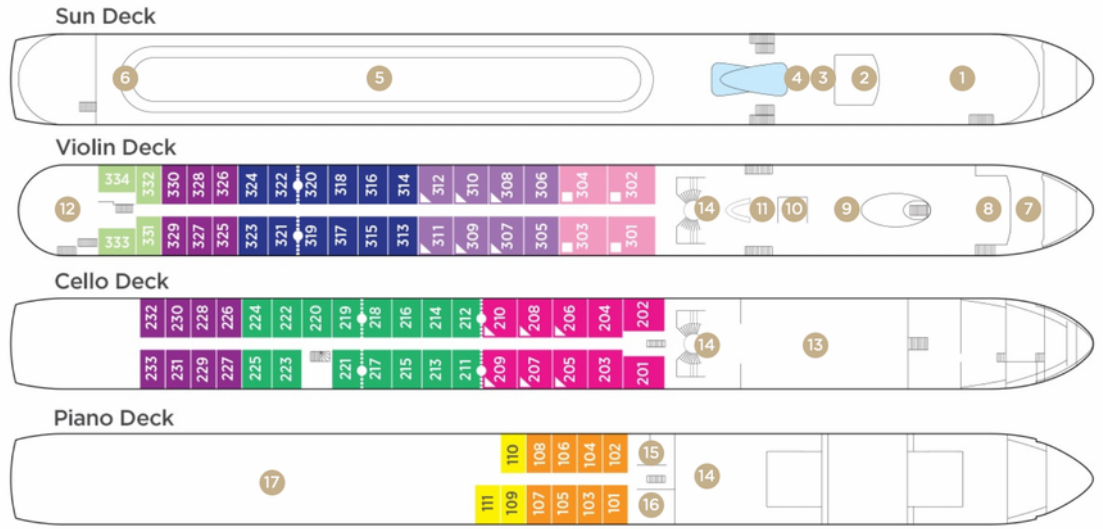 Sun Deck
6 5 4 3 2 1
Violin Deck
334 332 330 328 326 324 322 320 318 316 314 312 310 308 306 304 302
12 14 11 10 9 8 7
333 331 329 327 325 323 321 319 317 315 313 311 309 307 305 303 301
Cello Deck
232 230 228 226 224 222 220 219 218 216 214 212 210 208 206 204 202
14 13
233 231 229 227 225 223 221 217 215 213 211 209 207 205 203 201
Piano Deck
110 108 106 104 102 15
17 14
111 109 107 105 103 101 16